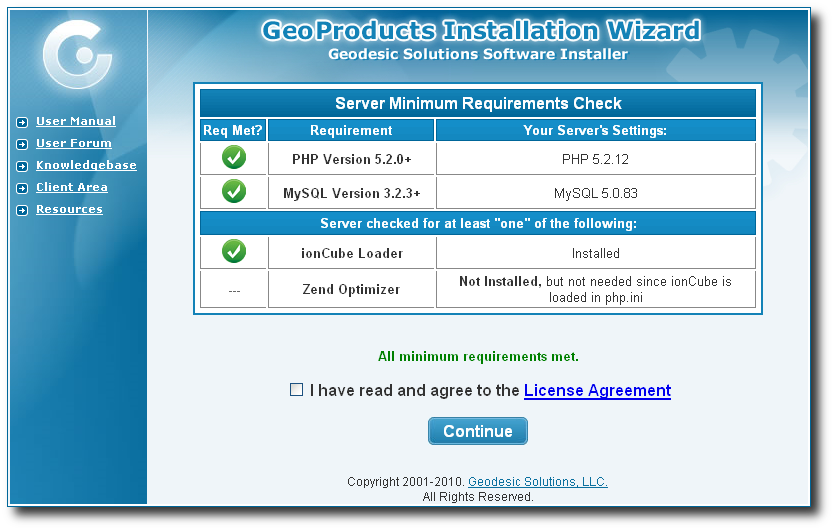 GeoProducts Installation Wizard
Geodesic Solutions Software Installer
User Manual
User Forum
Knowledgebase
Client Area
Resources
Server Minimum Requirements Check
Req Met? Requirement Your Server's Settings:
PHP Version 5.2.0+ PHP 5.2.12
MySQL Version 3.2.3+ MySQL 5.0.83
Server checked for at least "one" of the following:
ionCube Loader Installed
--- Zend Optimizer Not Installed, but not needed since ionCube is
loaded in php.ini
All minimum requirements met.
I have read and agree to the License Agreement
Continue
Copyright 2001-2010. Geodesic Solutions, LLC.
All Rights Reserved.